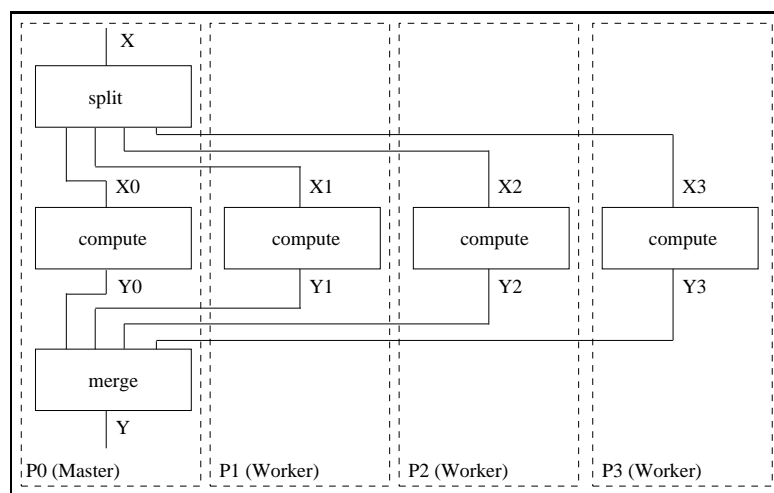 X
split
X0
X1
X2
X3
compute
compute
compute
compute
Y0
Y1
Y2
Y3
merge
Y
P0 (Master)
P1 (Worker)
P2 (Worker)
P3 (Worker)